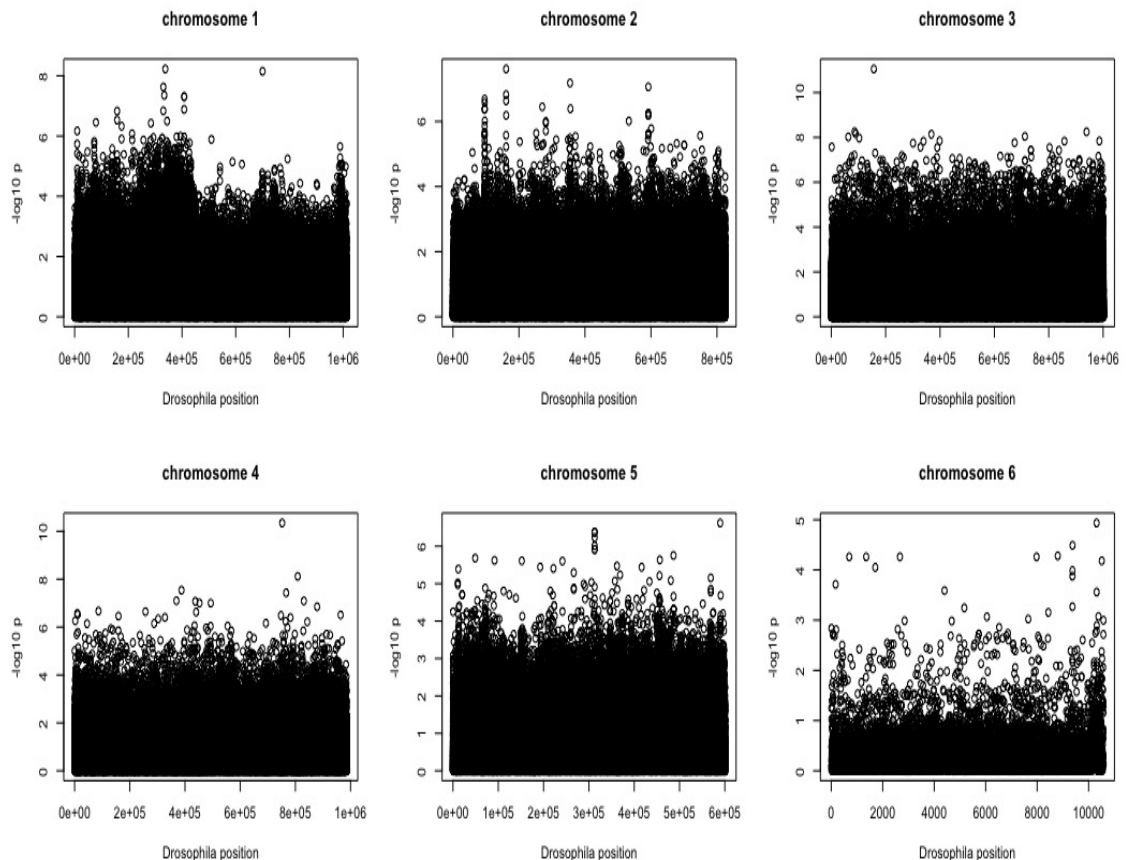 chromosome 1
-log10 p
0 2 4 6 8
0e+00 2e+05 4e+05 6e+05 8e+05 1e+06
Drosophila position
chromosome 2
-log10 p
0 2 4 6
0e+00 2e+05 4e+05 6e+05 8e+05
Drosophila position
chromosome 3
-log10 p
0 2 4 6 8 10
0e+00 2e+05 4e+05 6e+05 8e+05 1e+06
Drosophila position
chromosome 4
-log10 p
0 2 4 6 8 10
0e+00 2e+05 4e+05 6e+05 8e+05 1e+06
Drosophila position
chromosome 5
-log10 p
0 1 2 3 4 5 6
0e+00 1e+05 2e+05 3e+05 4e+05 5e+05 6e+05
Drosophila position
chromosome 6
-log10 p
0 1 2 3 4 5
0 2000 4000 6000 8000 10000
Drosophila position